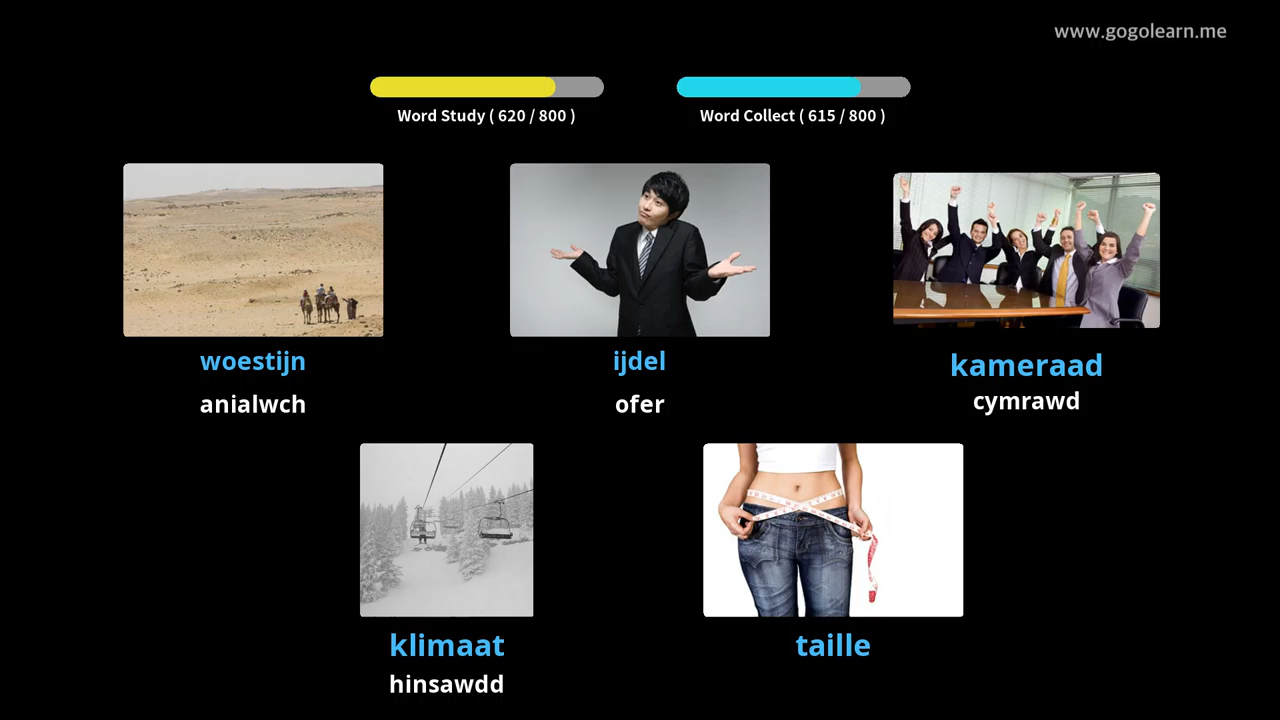 www.gogolearn.me
Word Study ( 620 / 800 )
Word Collect ( 615 / 800 )
woestijn
anialwch
ijdel
ofer
kameraad
cymrawd
klimaat
hinsawdd
taille